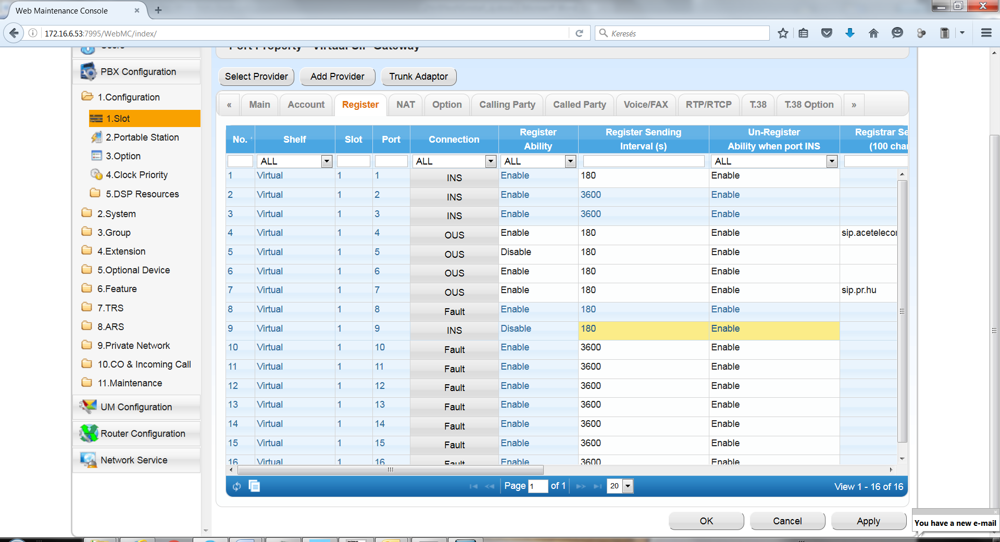 Web Maintenance Console
172.16.6.53:7995/WebMC/index/
Keresés
PBX Configuration
1.Configuration
1.Slot
2.Portable Station
3.Option
4.Clock Priority
5.DSP Resources
2.System
3.Group
4.Extension
5.Optional Device
6.Feature
7.TRS
8.ARS
9.Private Network
10.CO & Incoming Call
11.Maintenance
UM Configuration
Router Configuration
Network Service
Port Property - Virtual SIP Gateway
Select Provider Add Provider Trunk Adaptor
« Main Account Register NAT Option Calling Party Called Party Voice/FAX RTP/RTCP T.38 T.38 Option »
No. Shelf Slot Port Connection Register Ability Register Sending Interval (s) Un-Register Ability when port INS Registrar Se (100 char
ALL ALL ALL ALL
1 Virtual 1 1 INS Enable 180 Enable
2 Virtual 1 2 INS Enable 3600 Enable
3 Virtual 1 3 INS Enable 3600 Enable
4 Virtual 1 4 OUS Enable 180 Enable sip.acetelecor
5 Virtual 1 5 OUS Disable 180 Enable
6 Virtual 1 6 OUS Enable 180 Enable
7 Virtual 1 7 OUS Enable 180 Enable sip.pr.hu
8 Virtual 1 8 Fault Enable 180 Enable
9 Virtual 1 9 INS Disable 180 Enable
10 Virtual 1 10 Fault Enable 3600 Enable
11 Virtual 1 11 Fault Enable 3600 Enable
12 Virtual 1 12 Fault Enable 3600 Enable
13 Virtual 1 13 Fault Enable 3600 Enable
14 Virtual 1 14 Fault Enable 3600 Enable
15 Virtual 1 15 Fault Enable 3600 Enable
16 Virtual 1 16 Fault Enable 3600 Enable
Page 1 of 1 20 View 1 - 16 of 16
OK Cancel Apply
You have a new e-mail